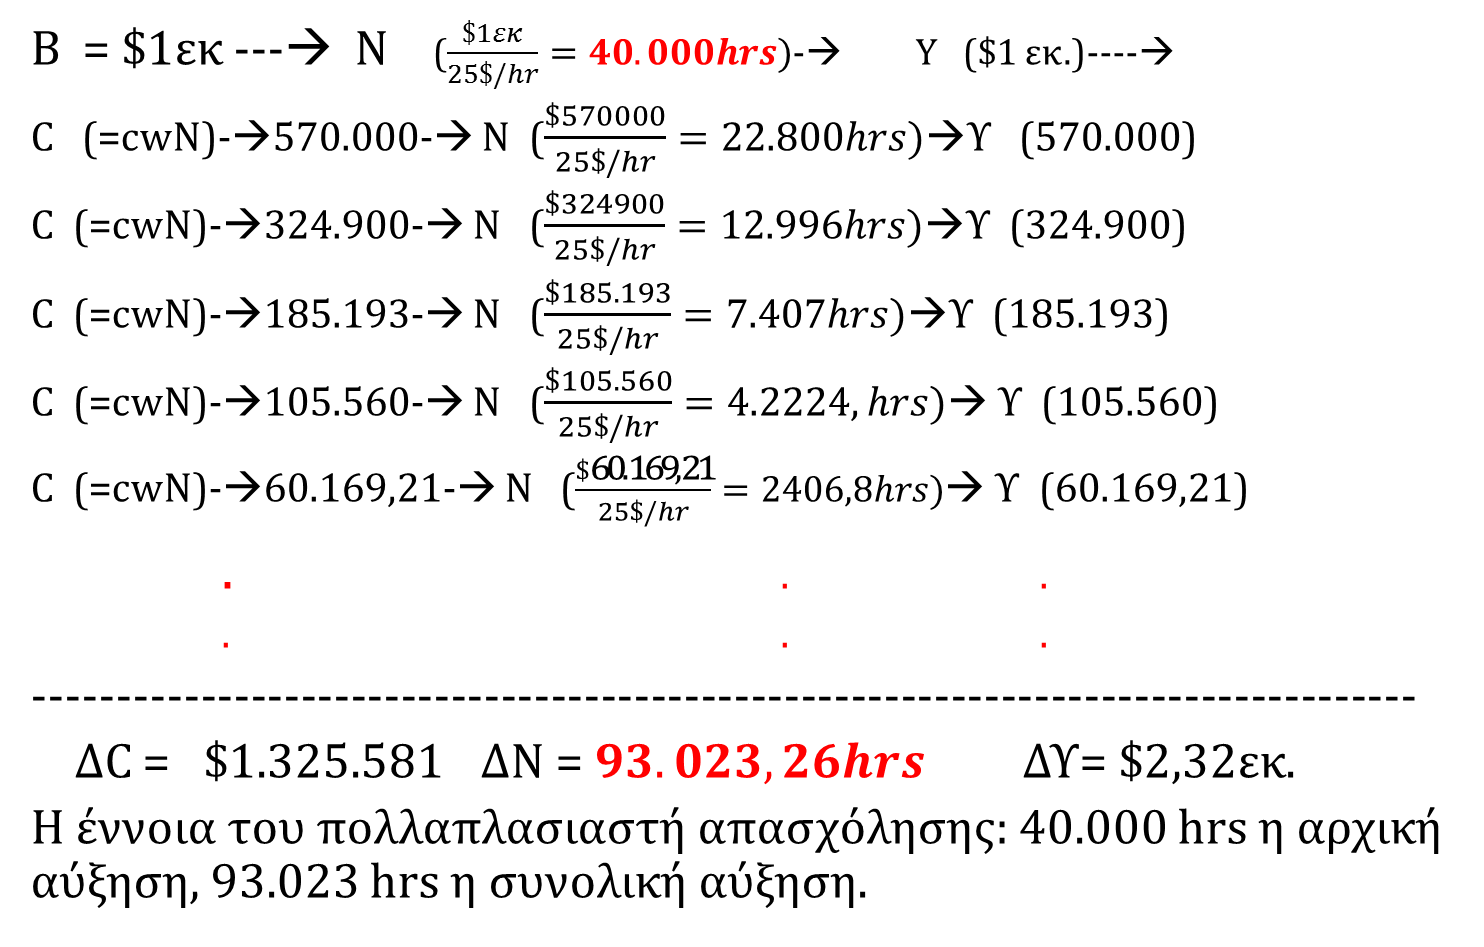 B = $1εκ ---→ N ($1εκ / 25$/hr = 40.000hrs)-→ Y ($1 εκ.)----→
C (=cwN)-→570.000-→ N ($570000 / 25$/hr = 22.800hrs)→Υ (570.000)
C (=cwN)-→324.900-→ N ($324900 / 25$/hr = 12.996hrs)→Υ (324.900)
C (=cwN)-→185.193-→ N ($185.193 / 25$/hr = 7.407hrs)→Υ (185.193)
C (=cwN)-→105.560-→ N ($105.560 / 25$/hr = 4.2224, hrs)→ Υ (105.560)
C (=cwN)-→60.169,21-→ N ($60.169,21 / 25$/hr = 2406,8hrs)→ Υ (60.169,21)
. . .
. . .
----------------------------------------------------------------------------------
ΔC = $1.325.581 ΔN = 93.023,26hrs ΔΥ= $2,32εκ.
Η έννοια του πολλαπλασιαστή απασχόλησης: 40.000 hrs η αρχική
αύξηση, 93.023 hrs η συνολική αύξηση.